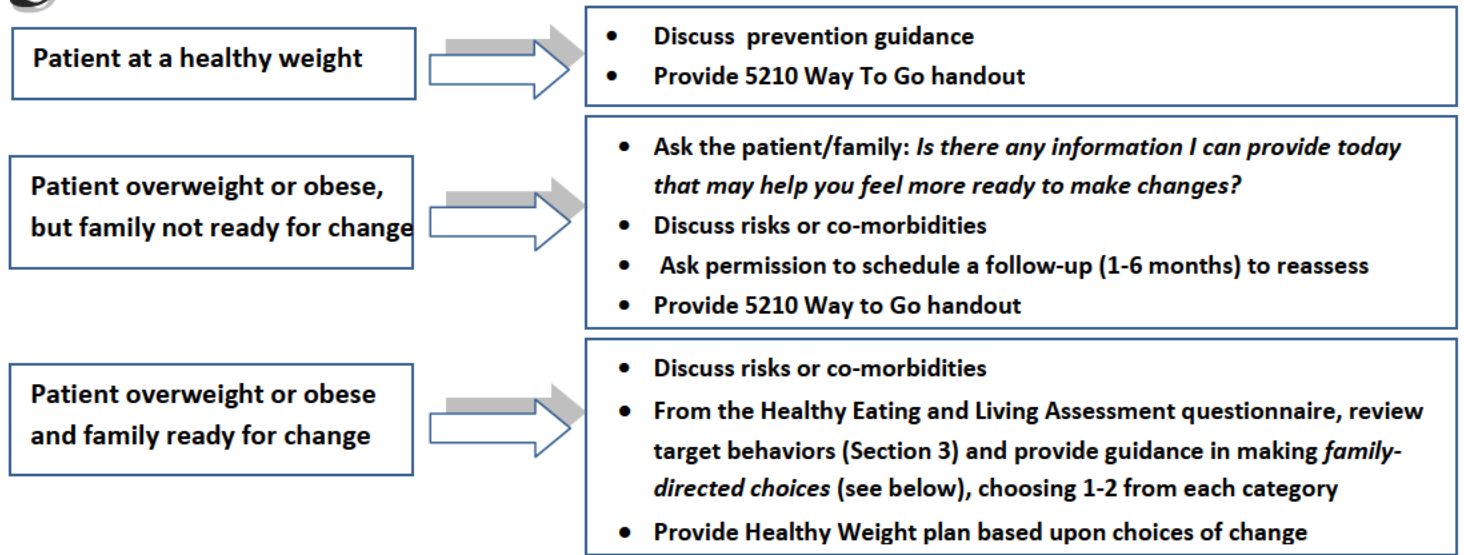 Patient at a healthy weight
• Discuss prevention guidance
• Provide 5210 Way To Go handout
Patient overweight or obese,
but family not ready for change
• Ask the patient/family: Is there any information I can provide today
that may help you feel more ready to make changes?
• Discuss risks or co-morbidities
• Ask permission to schedule a follow-up (1-6 months) to reassess
• Provide 5210 Way to Go handout
Patient overweight or obese
and family ready for change
• Discuss risks or co-morbidities
• From the Healthy Eating and Living Assessment questionnaire, review
target behaviors (Section 3) and provide guidance in making family-
directed choices (see below), choosing 1-2 from each category
• Provide Healthy Weight plan based upon choices of change